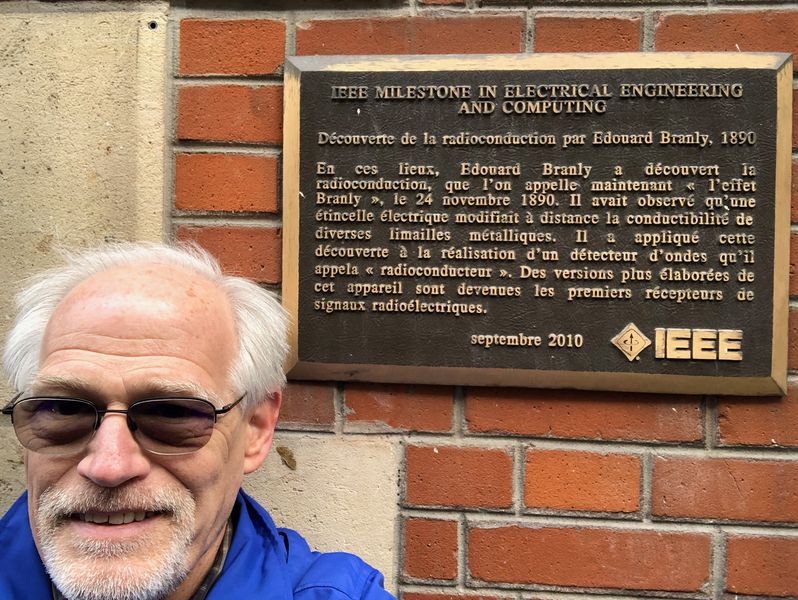 IEEE MILESTONE IN ELECTRICAL ENGINEERING
AND COMPUTING
Découverte de la radioconduction par Edouard Branly, 1890
En ces lieux, Edouard Branly a découvert la
radioconduction, que l'on appelle maintenant « l'effet
Branly », le 24 novembre 1890. Il avait observé qu'une
étincelle électrique modifiait à distance la conductibilité de
diverses limailles métalliques. Il a appliqué cette
découverte à la réalisation d'un détecteur d'ondes qu'il
appela « radioconducteur ». Des versions plus élaborées de
cet appareil sont devenues les premiers récepteurs de
signaux radioélectriques.
septembre 2010
IEEE